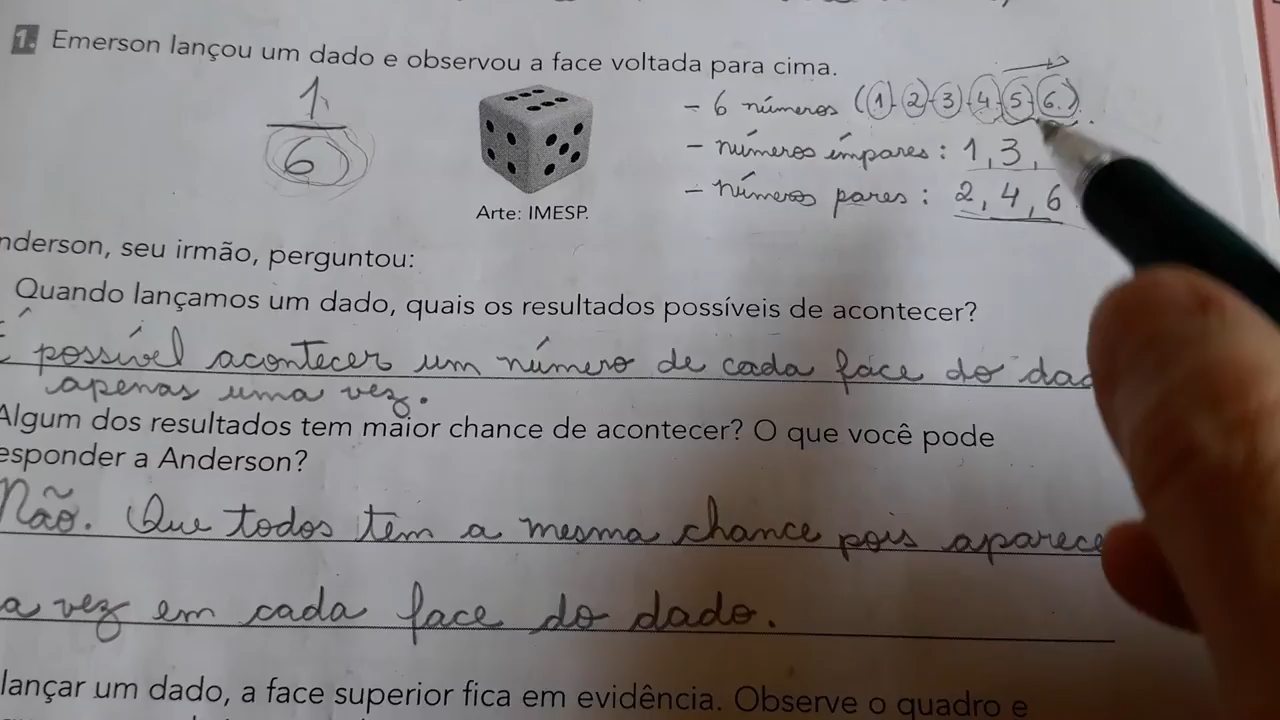 1. Emerson lançou um dado e observou a face voltada para cima.
1
6
- 6 números (1-2-3-4-5-6)
- números ímpares: 1, 3,
- números pares: 2, 4, 6
Arte: IMESP.
nderson, seu irmão, perguntou:
Quando lançamos um dado, quais os resultados possíveis de acontecer?
É possível acontecer um número de cada face do dad
apenas uma vez.
Algum dos resultados tem maior chance de acontecer? O que você pode
esponder a Anderson?
Não. Que todos têm a mesma chance pois aparece
a vez em cada face do dado.
lançar um dado, a face superior fica em evidência. Observe o quadro e